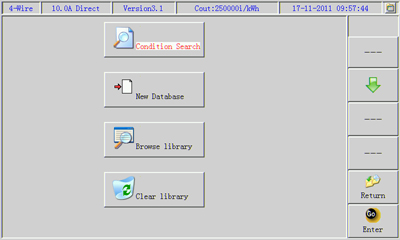 4-Wire 10.0A Direct Version3.1 Cout:2500001/kWh 17-11-2011 09:57:44
Condition Search
---
New Database
Browse library
---
---
Clear library
Return
Go
Enter